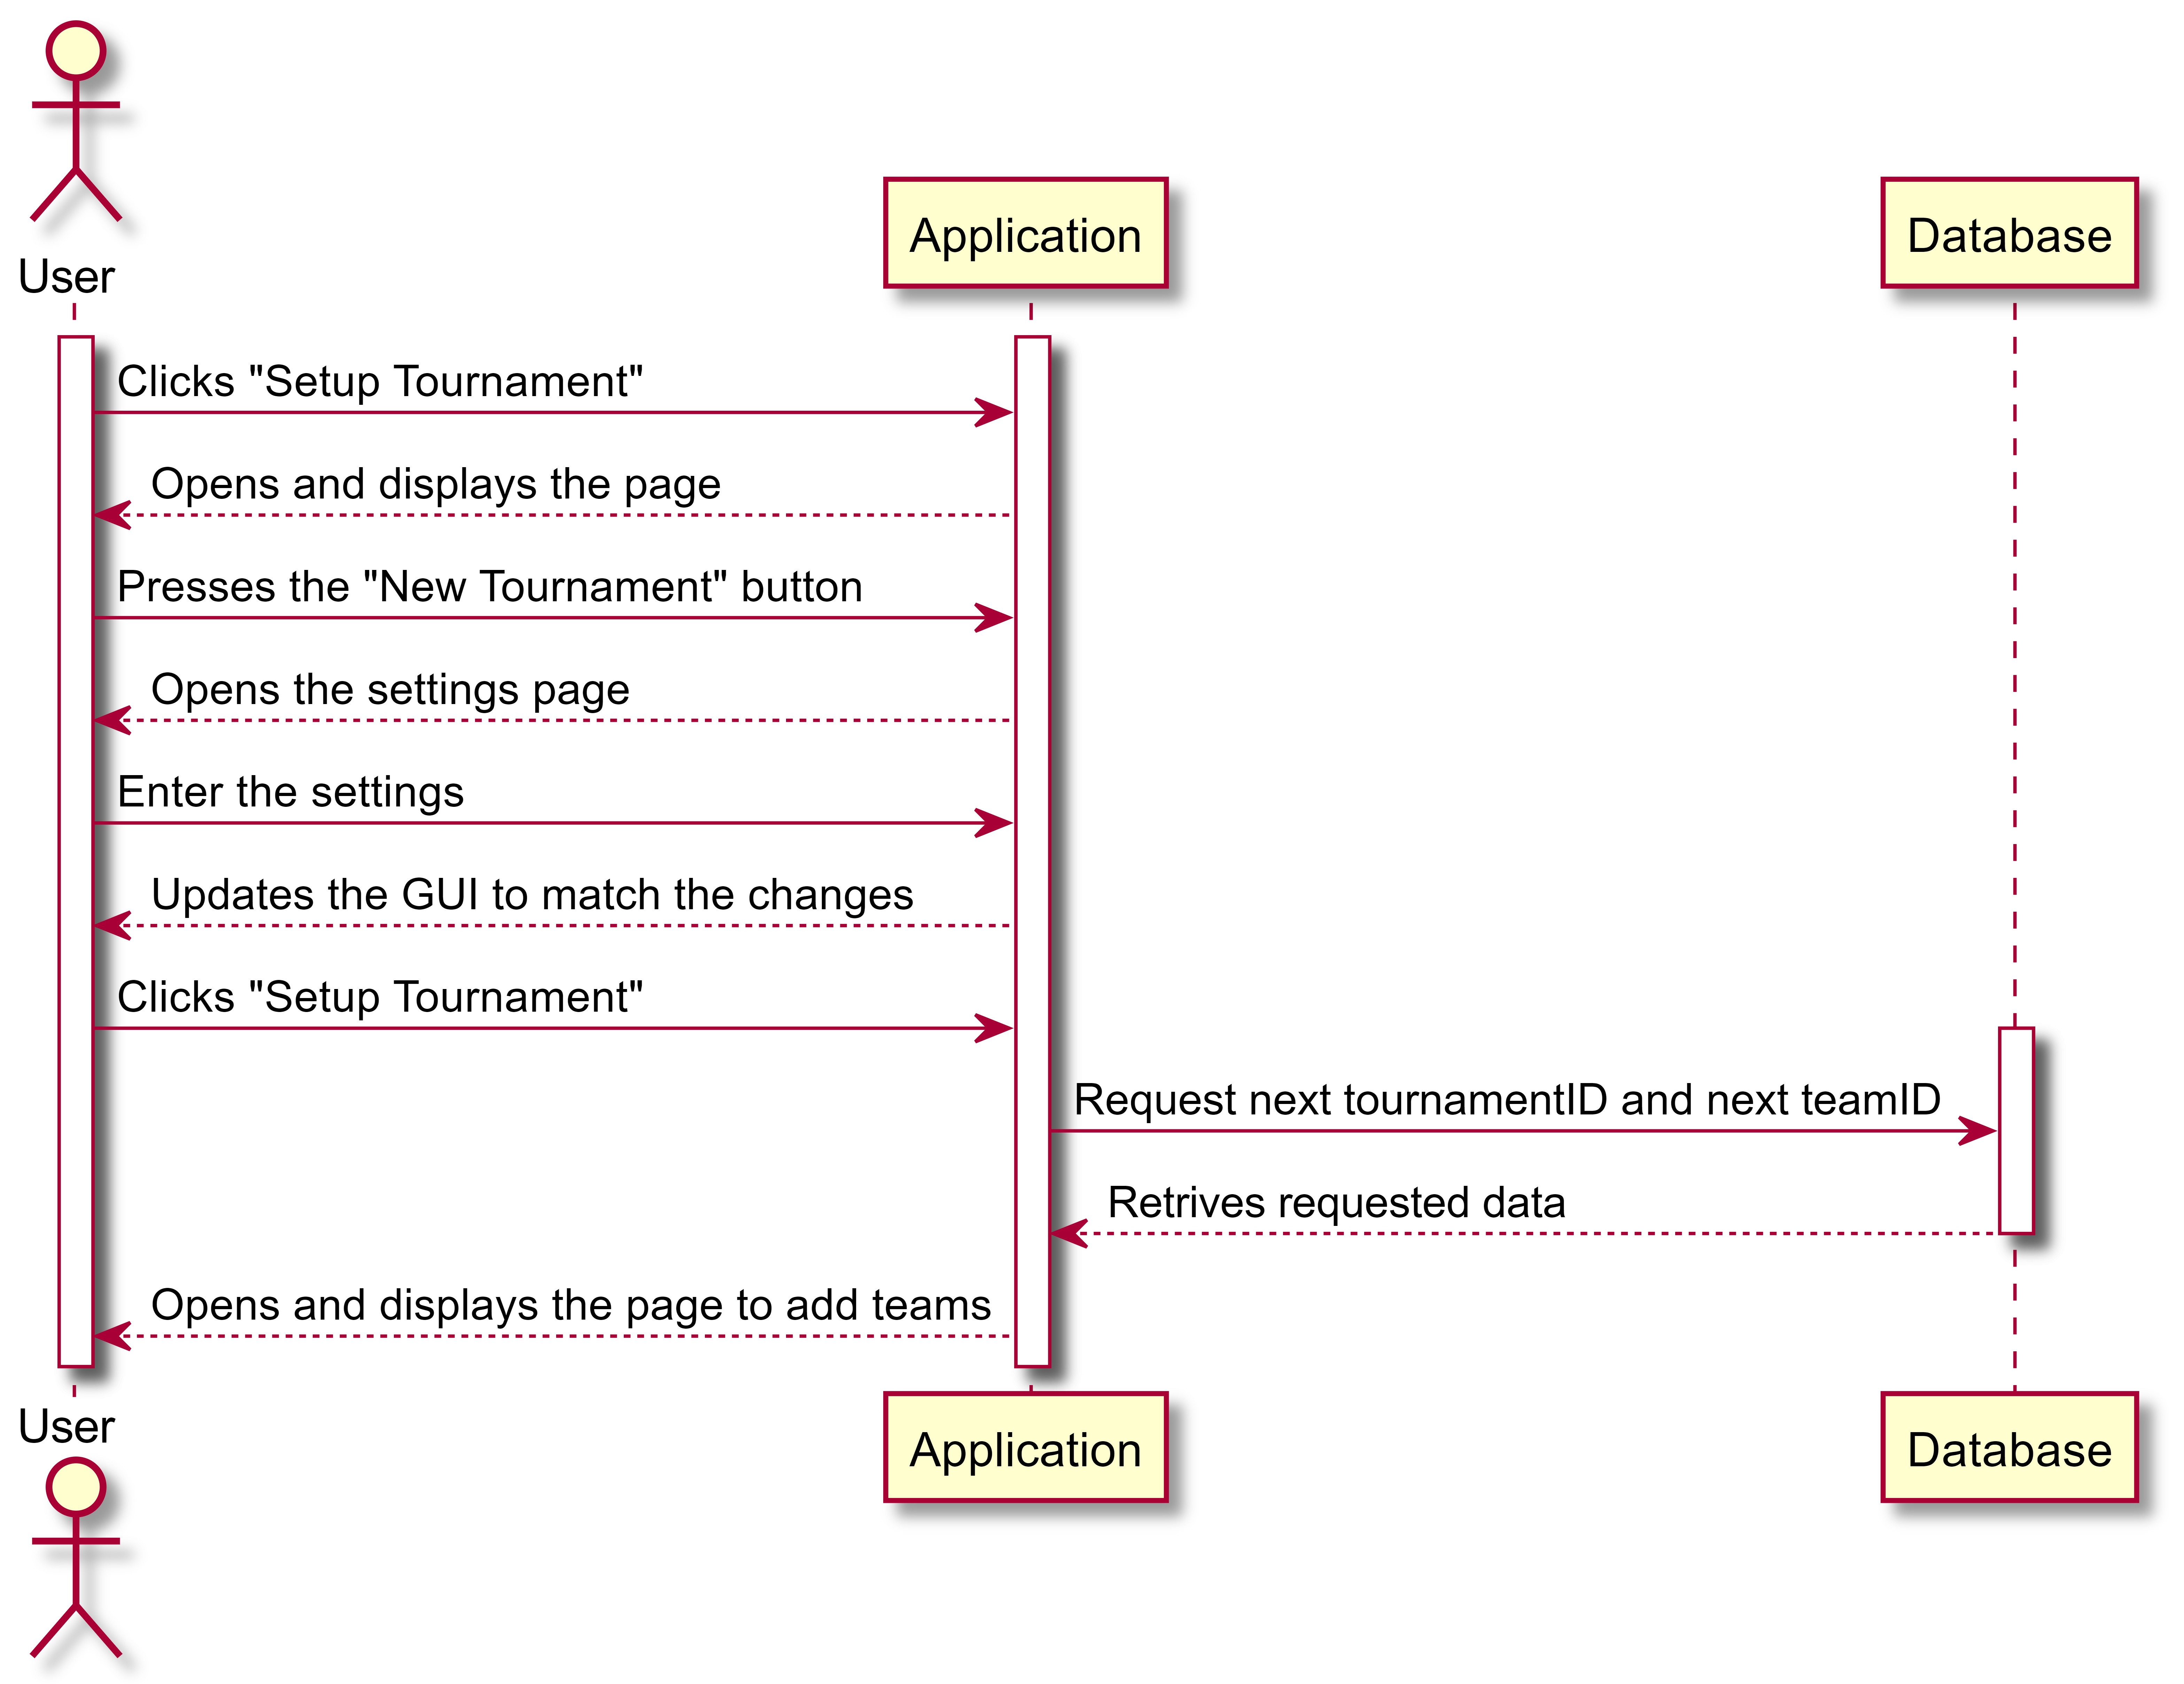 User
Application
Database
Clicks "Setup Tournament"
Opens and displays the page
Presses the "New Tournament" button
Opens the settings page
Enter the settings
Updates the GUI to match the changes
Clicks "Setup Tournament"
Request next tournamentID and next teamID
Retrives requested data
Opens and displays the page to add teams
User
Application
Database